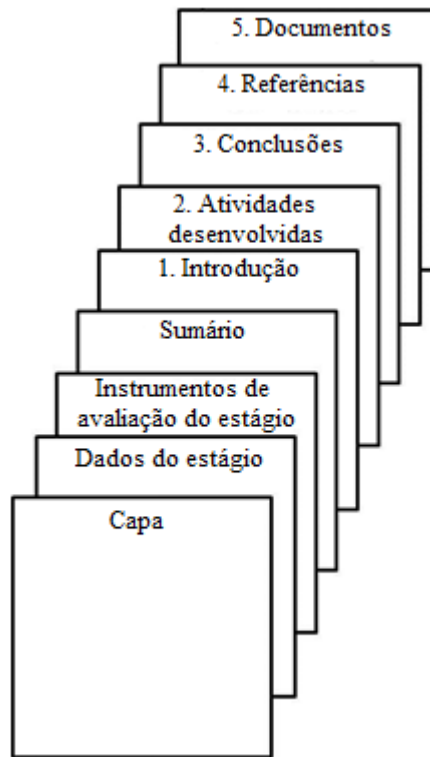 5. Documentos
4. Referências
3. Conclusões
2. Atividades
desenvolvidas
1. Introdução
Sumário
Instrumentos de
avaliação do estágio
Dados do estágio
Capa